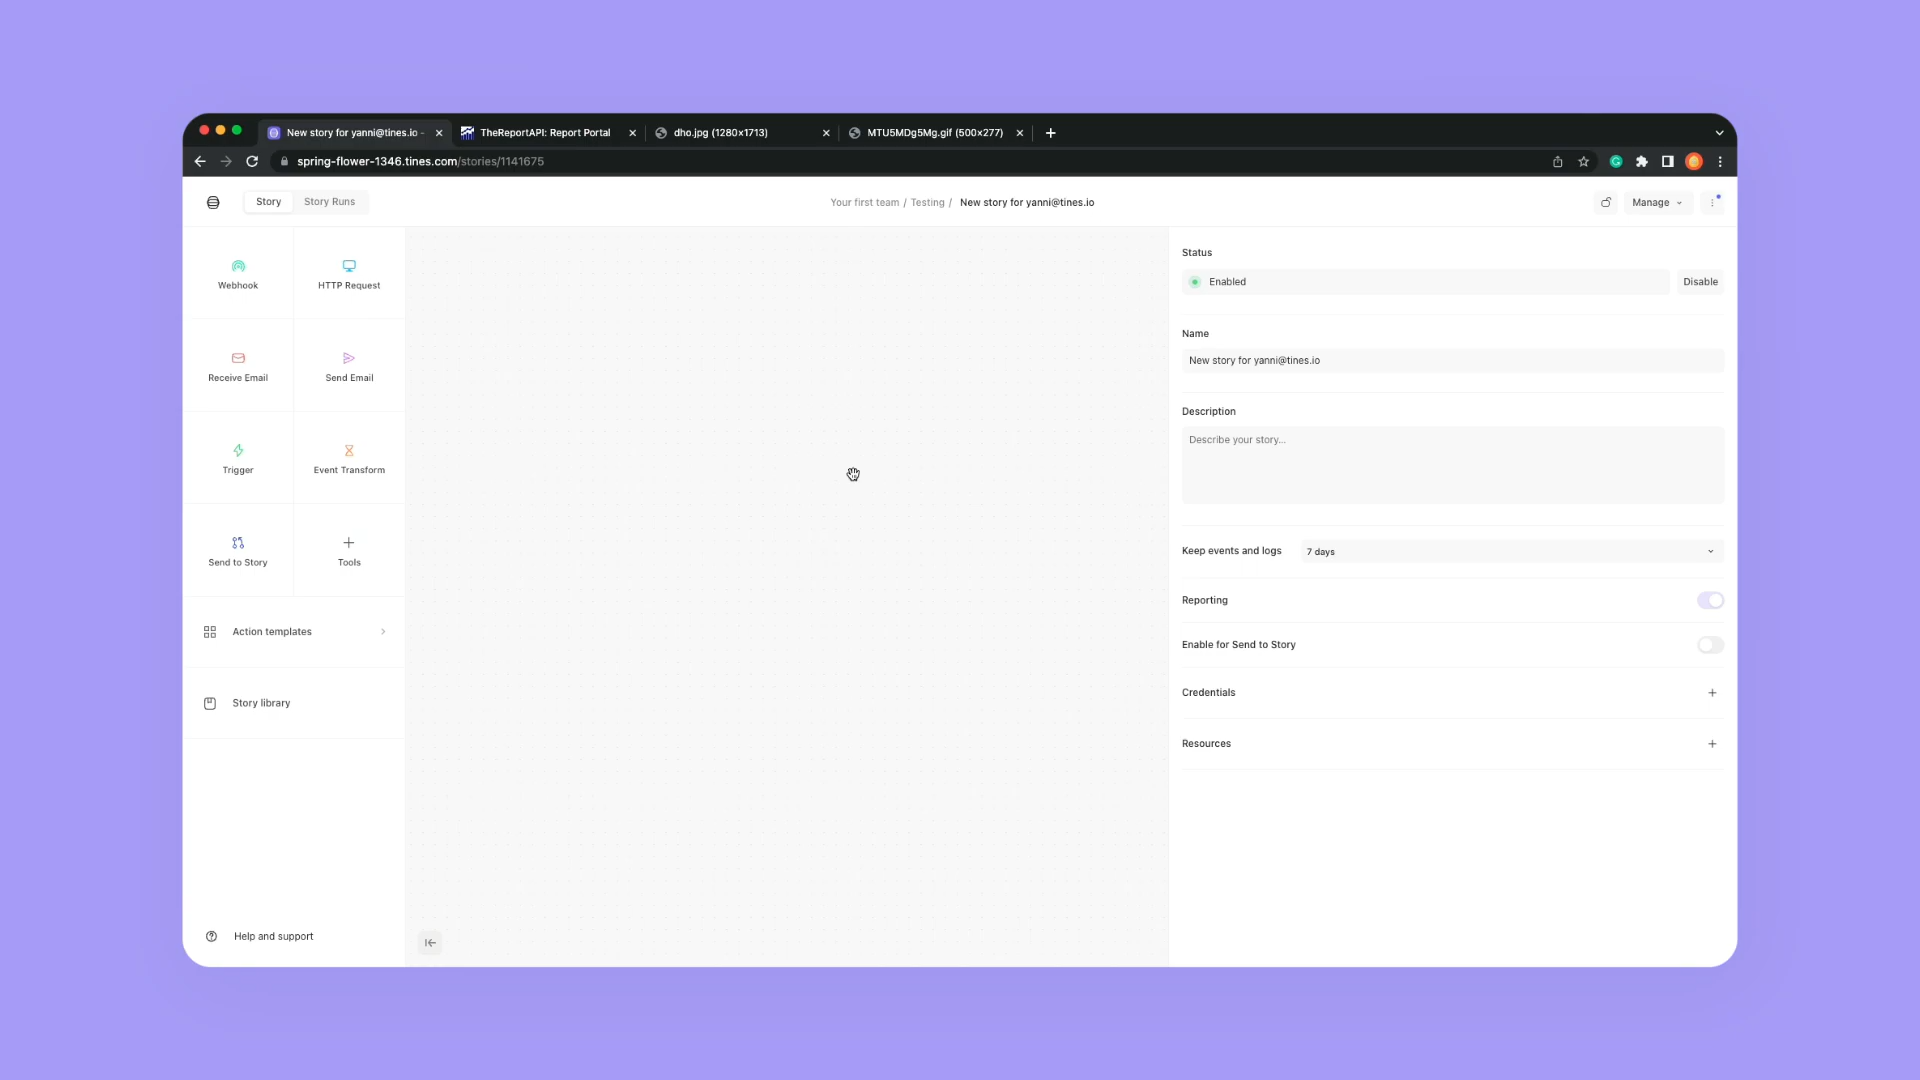 New story for yanni@tines.io -
TheReportAPI: Report Portal
dho.jpg (1280×1713)
MTU5MDg5Mg.gif (500×277)
spring-flower-1346.tines.com/stories/1141675
Story
Story Runs
Your first team / Testing / New story for yanni@tines.io
Manage
Webhook
HTTP Request
Receive Email
Send Email
Trigger
Event Transform
Send to Story
Tools
Action templates
Story library
Help and support
Status
Enabled
Disable
Name
New story for yanni@tines.io
Description
Describe your story...
Keep events and logs
7 days
Reporting
Enable for Send to Story
Credentials
Resources